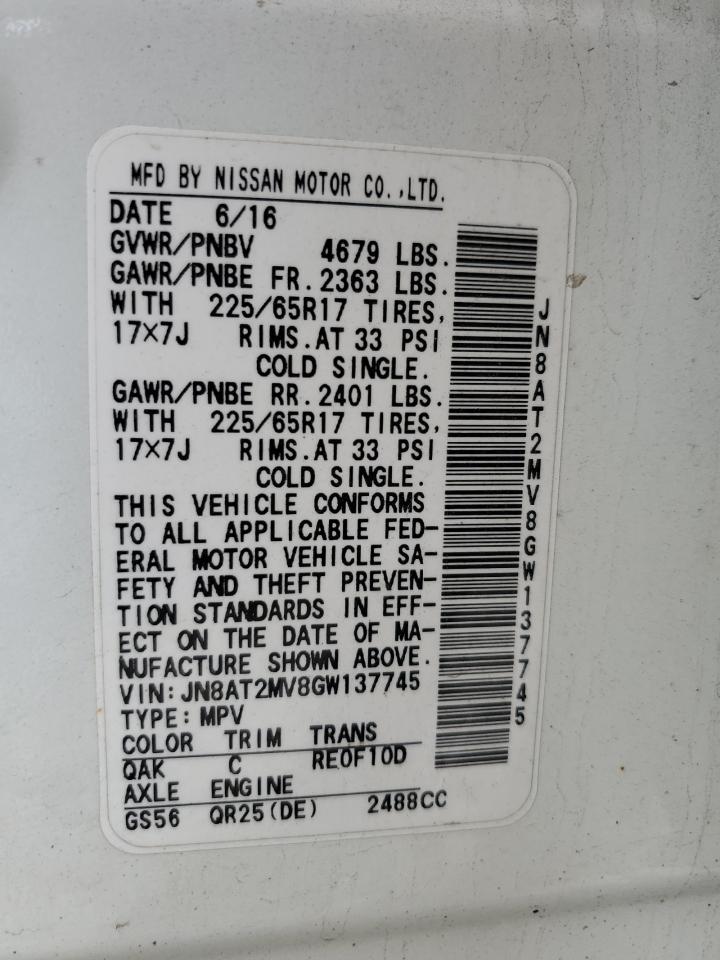 MFD BY NISSAN MOTOR CO.,LTD.
DATE 6/16
GVWR/PNBV 4679 LBS.
GAWR/PNBE FR.2363 LBS.
WITH 225/65R17 TIRES,
17×7J RIMS.AT 33 PSI
COLD SINGLE.
GAWR/PNBE RR.2401 LBS.
WITH 225/65R17 TIRES,
17×7J RIMS.AT 33 PSI
COLD SINGLE.
THIS VEHICLE CONFORMS
TO ALL APPLICABLE FED-
ERAL MOTOR VEHICLE SA-
FETY AND THEFT PREVEN-
TION STANDARDS IN EFF-
ECT ON THE DATE OF MA-
NUFACTURE SHOWN ABOVE.
VIN:JN8AT2MV8GW137745
TYPE:MPV
COLOR TRIM TRANS
QAK C RE0F10D
AXLE ENGINE
GS56 QR25(DE) 2488CC
JN8AT2MV8GW137745